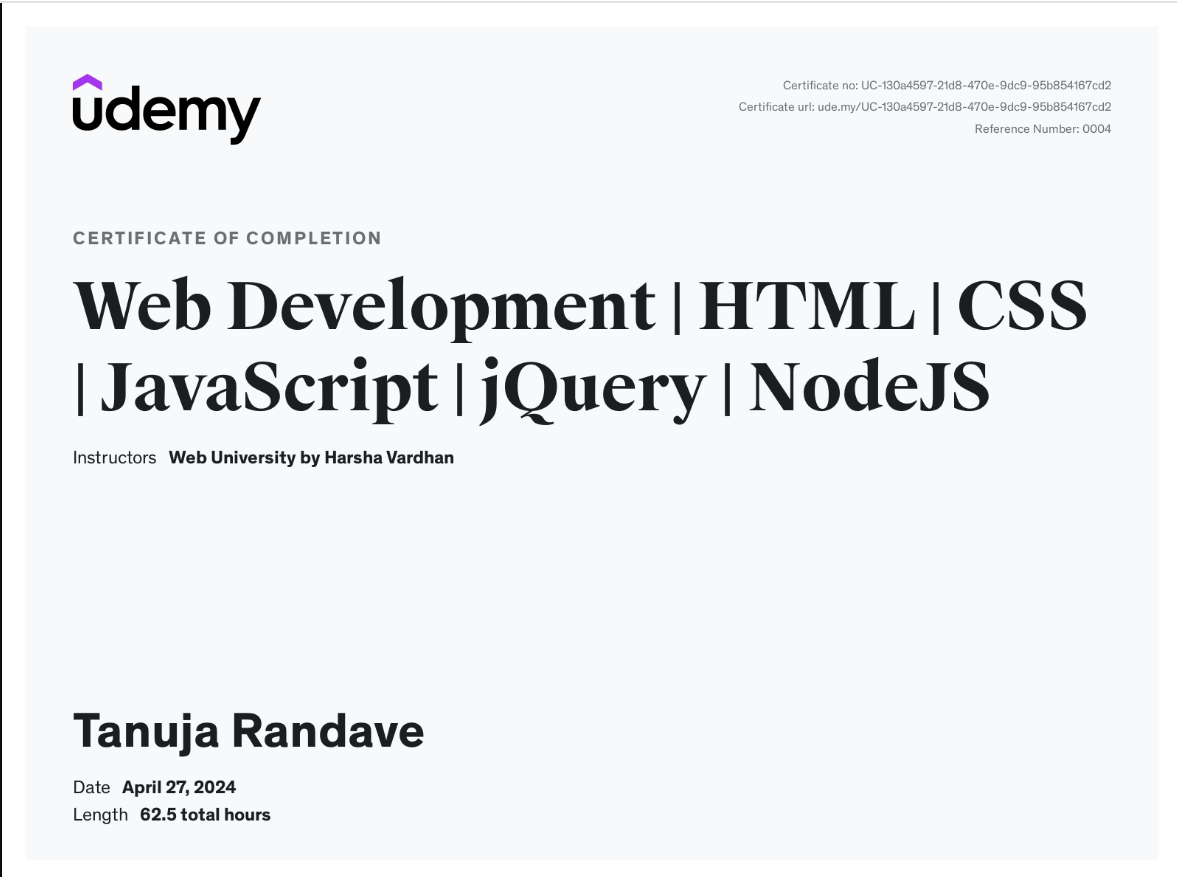 udemy
Certificate no: UC-130a4597-21d8-470e-9dc9-95b854167cd2
Certificate url: ude.my/UC-130a4597-21d8-470e-9dc9-95b854167cd2
Reference Number: 0004
CERTIFICATE OF COMPLETION
Web Development | HTML | CSS
| JavaScript | jQuery | NodeJS
Instructors Web University by Harsha Vardhan
Tanuja Randave
Date April 27, 2024
Length 62.5 total hours